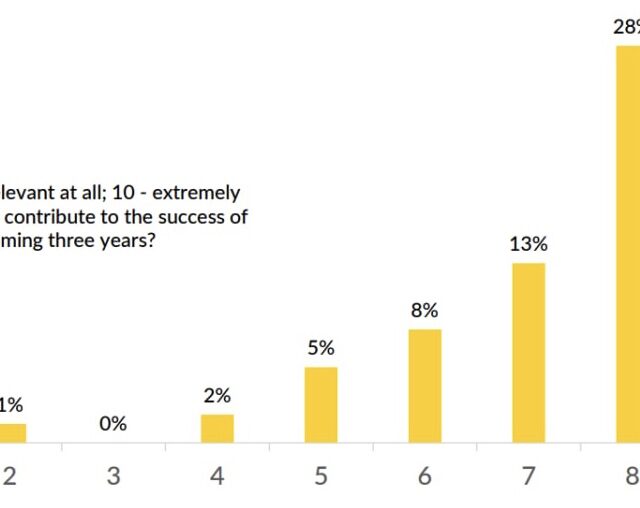 28%
levant at all; 10 - extremely
contribute to the success of
ming three years?
13%
8%
5%
2%
1%
0%
2 3 4 5 6 7 8